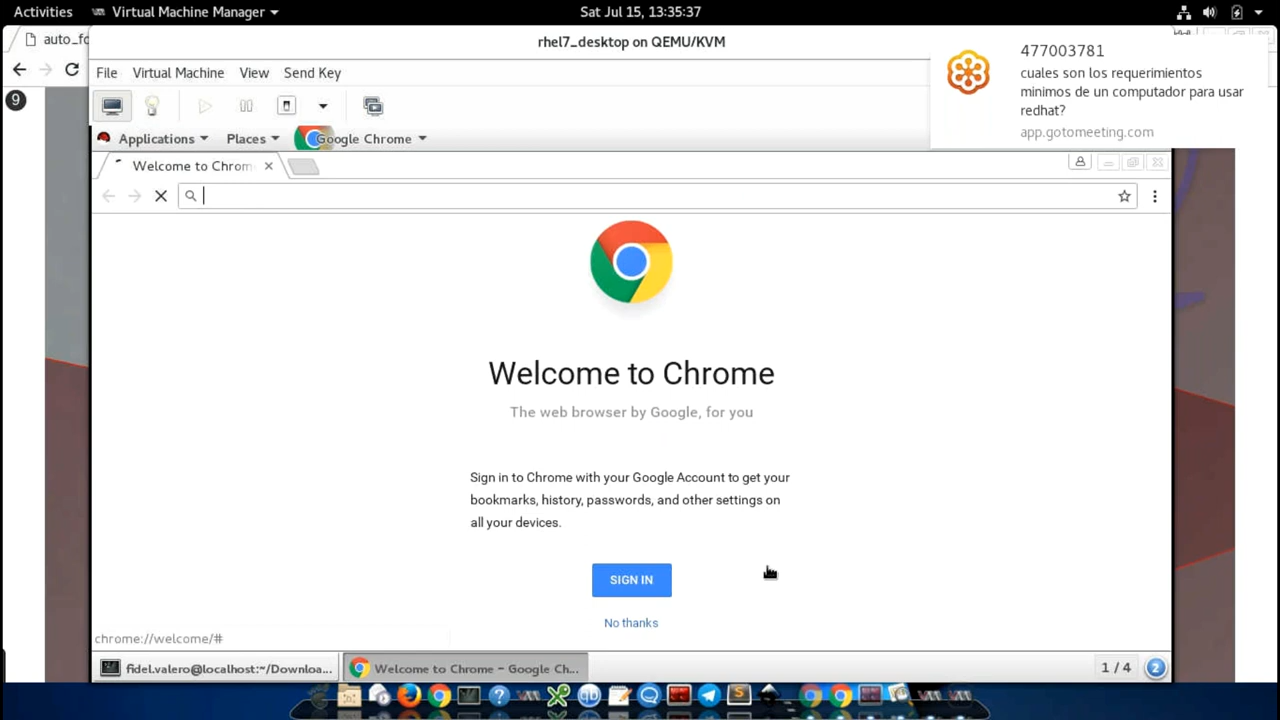 Activities
Virtual Machine Manager
Sat Jul 15, 13:35:37
auto_fo
rhel7_desktop on QEMU/KVM
477003781
cuales son los requerimientos
minimos de un computador para usar
redhat?
app.gotomeeting.com
File
Virtual Machine
View
Send Key
9
Applications
Places
Google Chrome
Welcome to Chrom
Welcome to Chrome
The web browser by Google, for you
Sign in to Chrome with your Google Account to get your
bookmarks, history, passwords, and other settings on
all your devices.
SIGN IN
No thanks
chrome://welcome/#
fidel.valero@localhost:~/Downloa...
Welcome to Chrome – Google Ch...
1 / 4
2